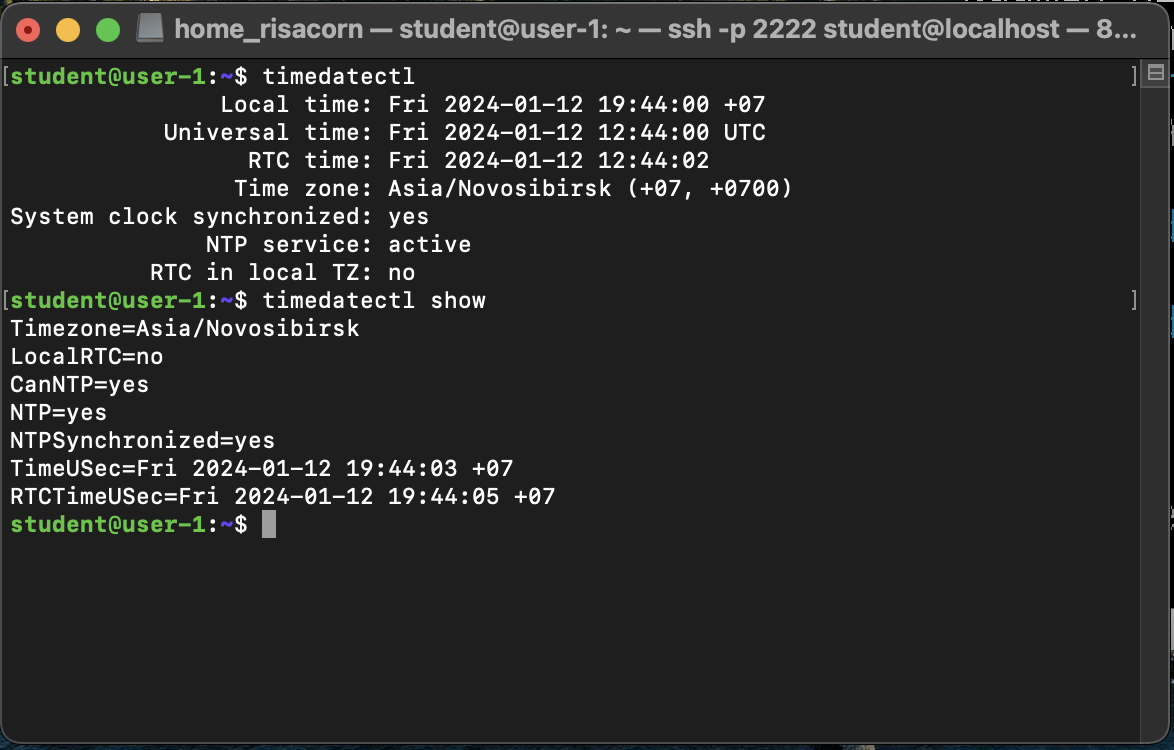 home_risacorn — student@user-1: ~ — ssh -p 2222 student@localhost — 8...
[student@user-1:~$ timedatectl ]
Local time: Fri 2024-01-12 19:44:00 +07
Universal time: Fri 2024-01-12 12:44:00 UTC
RTC time: Fri 2024-01-12 12:44:02
Time zone: Asia/Novosibirsk (+07, +0700)
System clock synchronized: yes
NTP service: active
RTC in local TZ: no
[student@user-1:~$ timedatectl show ]
Timezone=Asia/Novosibirsk
LocalRTC=no
CanNTP=yes
NTP=yes
NTPSynchronized=yes
TimeUSec=Fri 2024-01-12 19:44:03 +07
RTCTimeUSec=Fri 2024-01-12 19:44:05 +07
student@user-1:~$